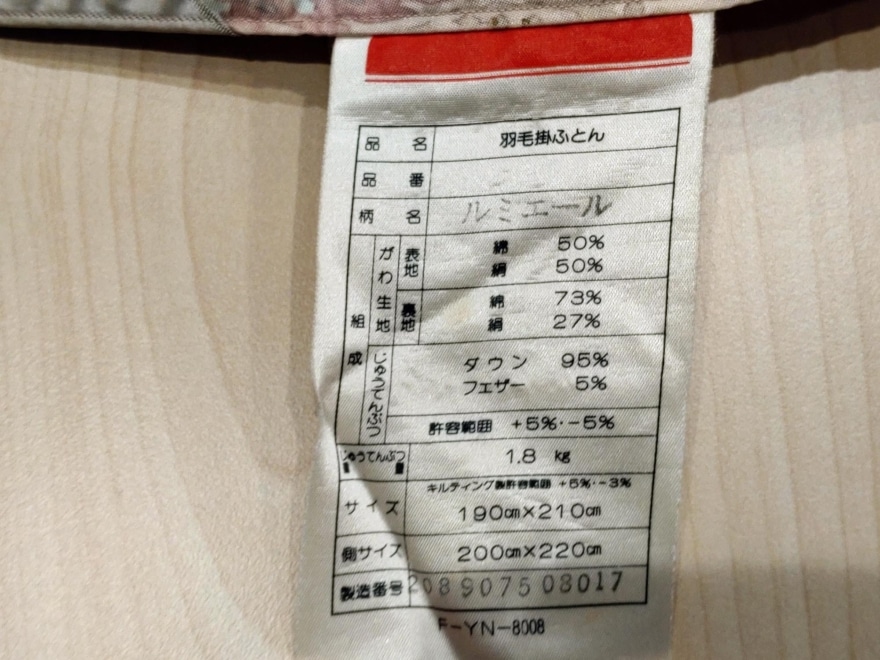 品名 羽毛掛ふとん
品番
柄名 ルミエール
組成 がわ生地 表地 綿 50%
絹 50%
裏地 綿 73%
絹 27%
じゅうてんぶつ ダウン 95%
フェザー 5%
許容範囲 +5%・-5%
じゅうてんぶつ 1.8 kg
キルティング製許容範囲 +5%・-3%
サイズ 190cm×210cm
側サイズ 200cm×220cm
製造番号 208907508017
F-YN-8008